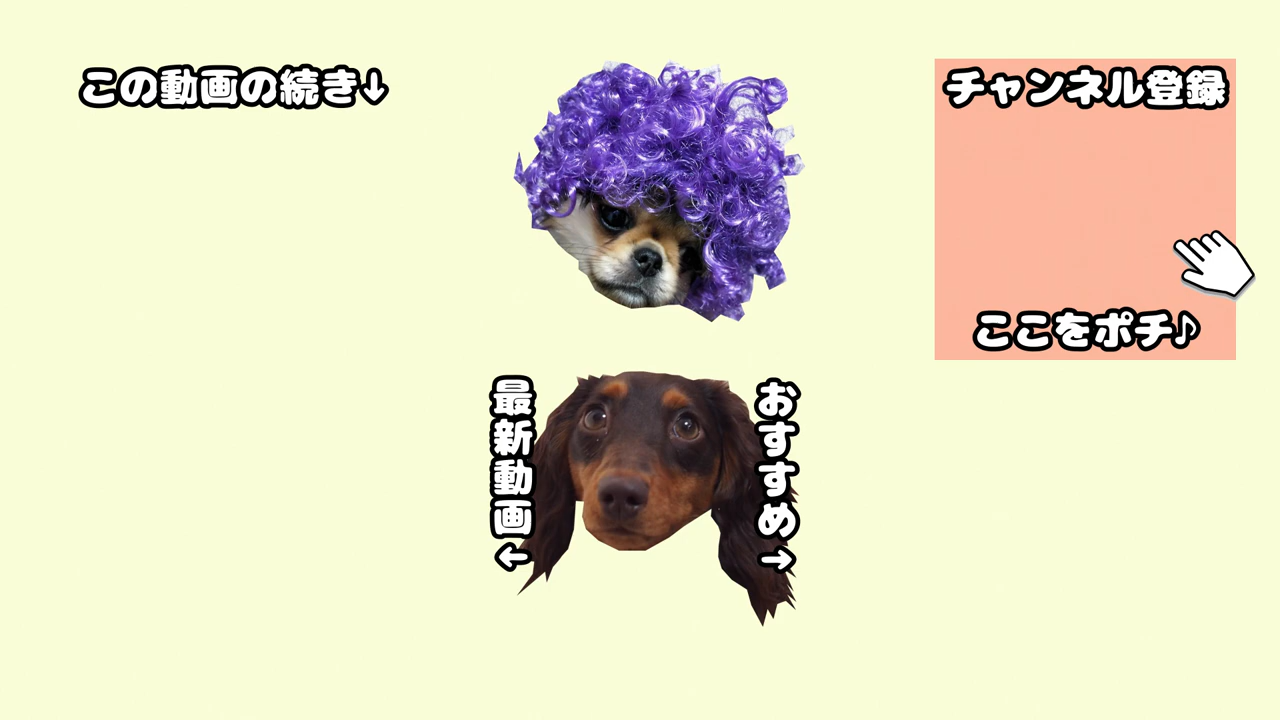 この動画の続き↓
チャンネル登録
ここをポチ♪
最新動画←
おすすめ→